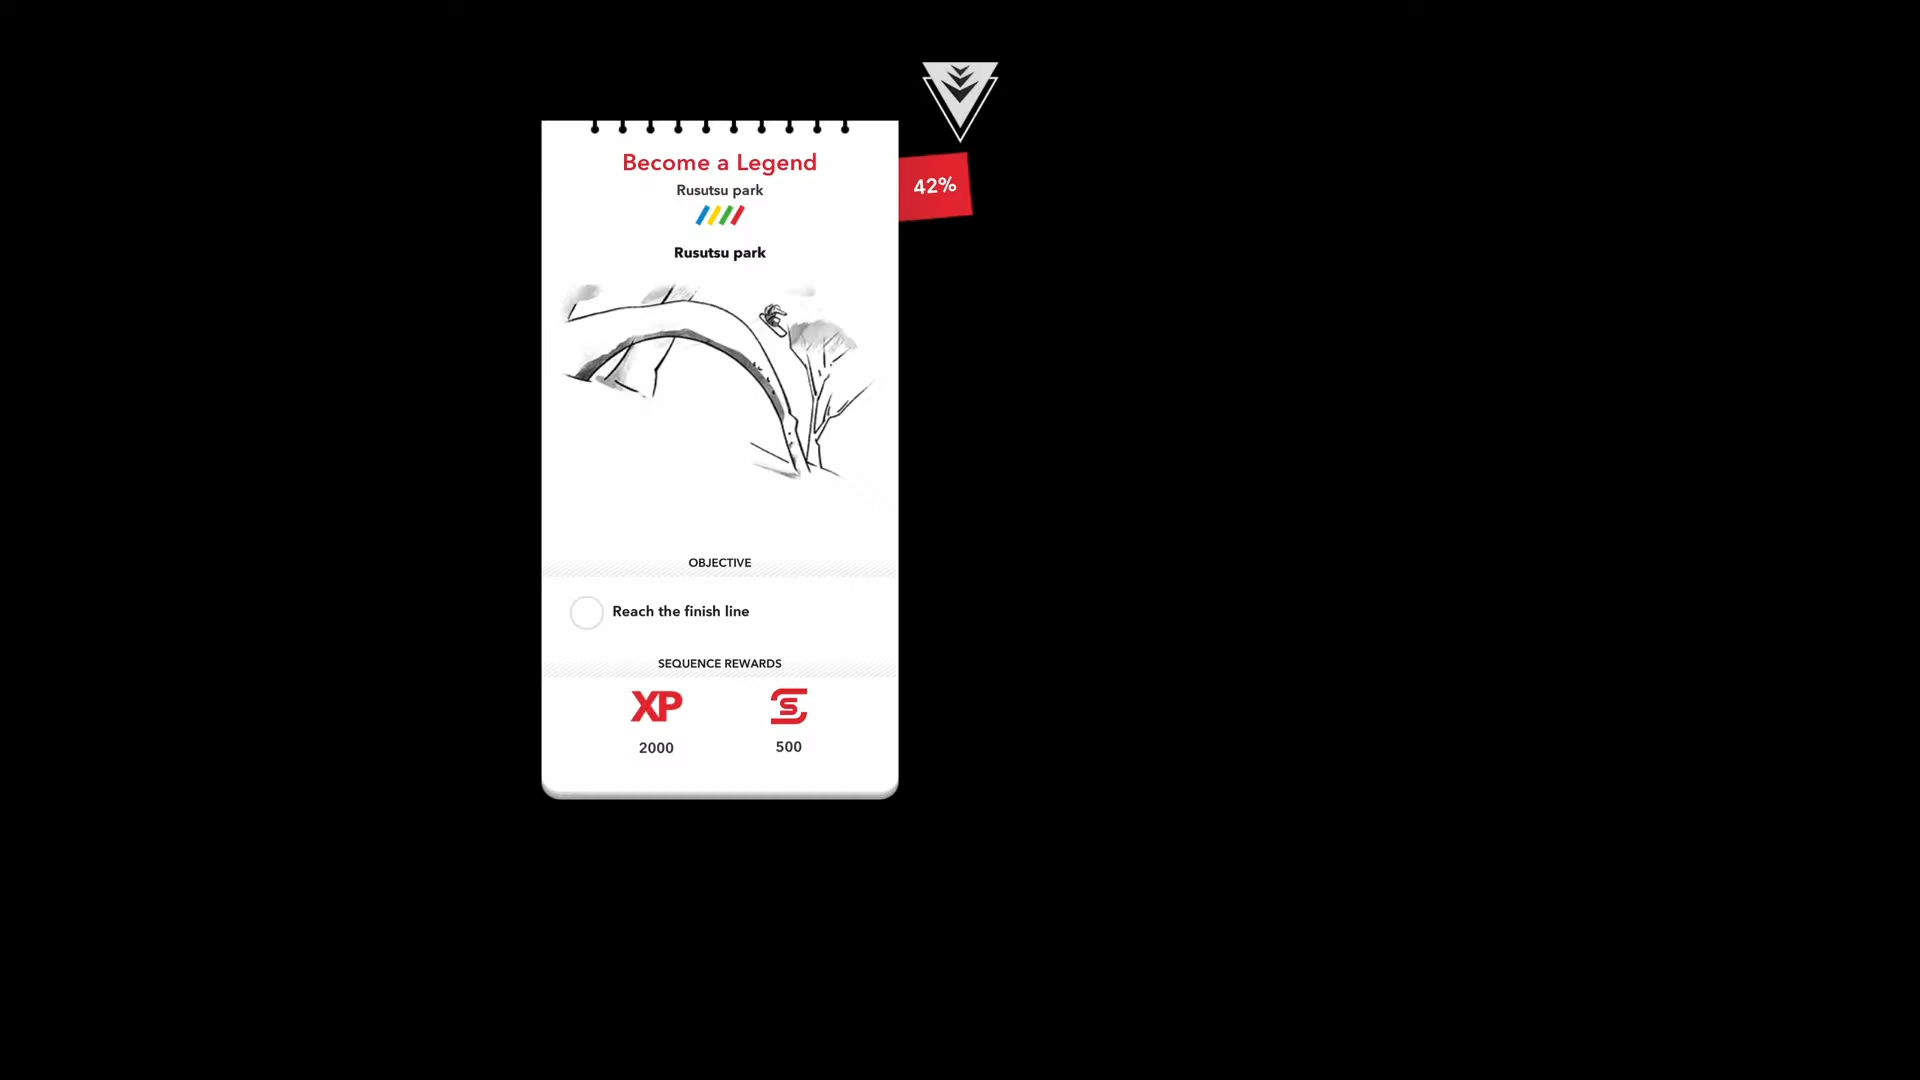 Become a Legend
42%
Rusutsu park
Rusutsu park
OBJECTIVE
Reach the finish line
SEQUENCE REWARDS
XP S
2000 500